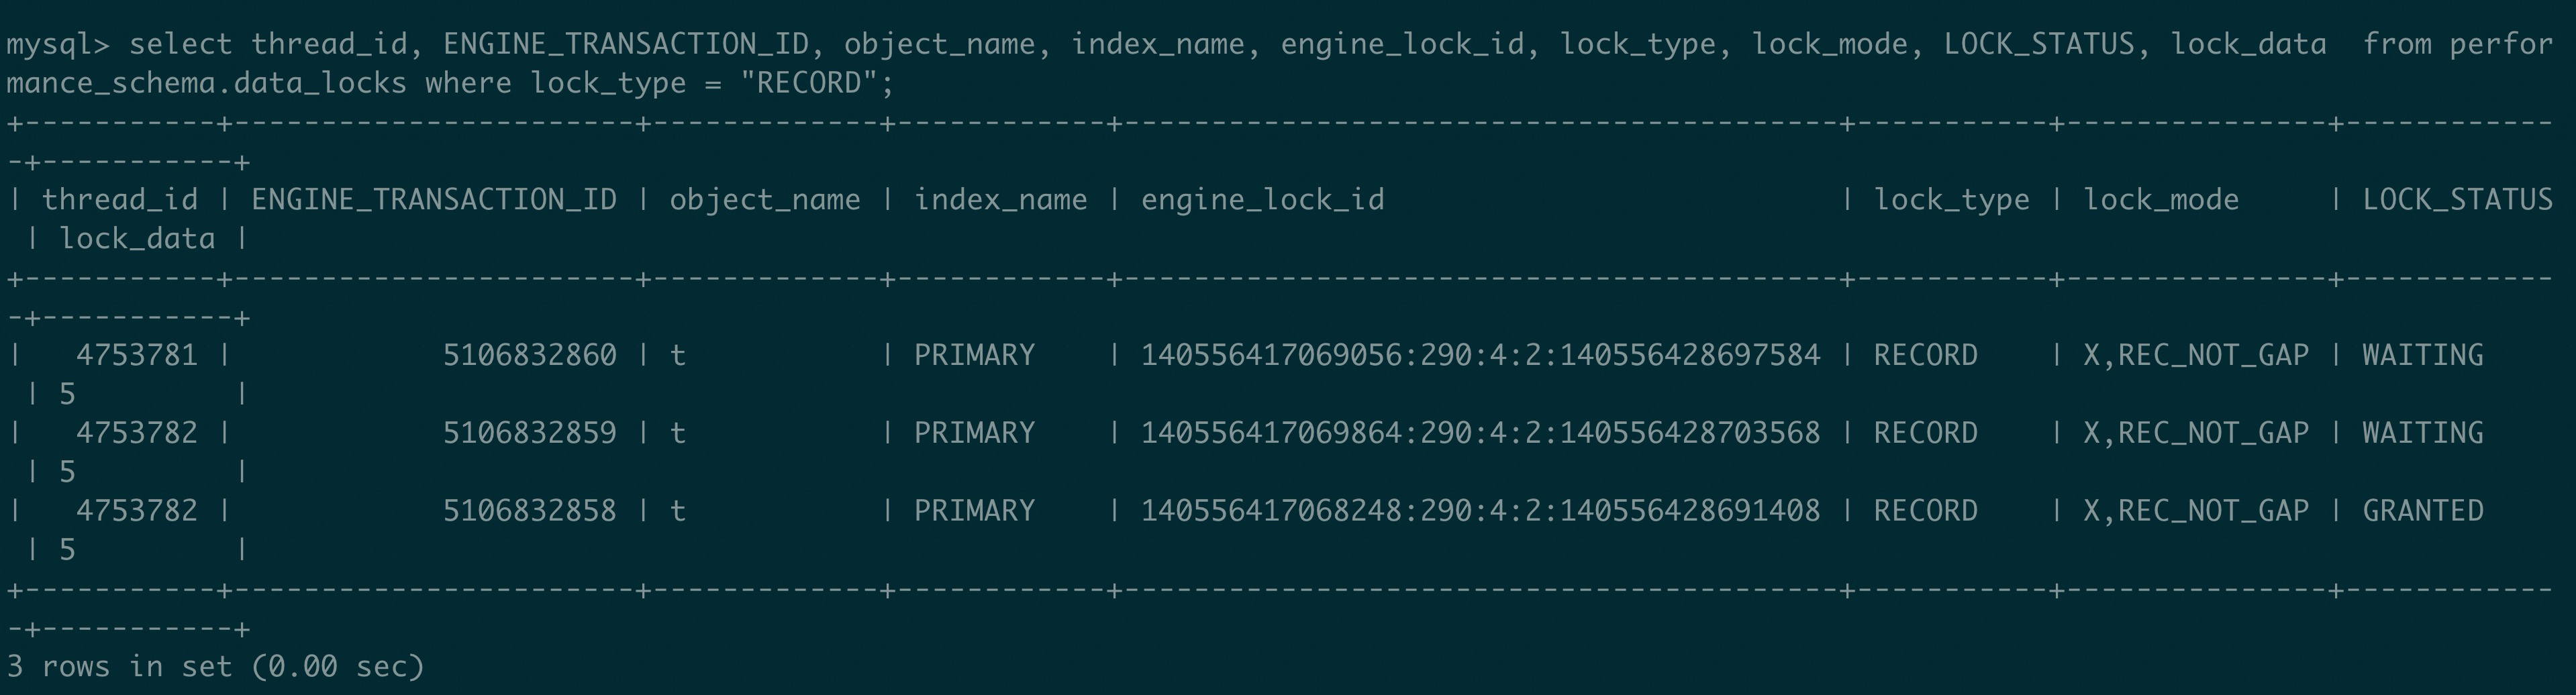 mysql> select thread_id, ENGINE_TRANSACTION_ID, object_name, index_name, engine_lock_id, lock_type, lock_mode, LOCK_STATUS, lock_data  from perfor
mance_schema.data_locks where lock_type = "RECORD";
+-----------+-----------------------+-------------+------------+-----------------------------------------+-----------+---------------+------------
-+-----------+
| thread_id | ENGINE_TRANSACTION_ID | object_name | index_name | engine_lock_id                          | lock_type | lock_mode     | LOCK_STATUS
 | lock_data |
+-----------+-----------------------+-------------+------------+-----------------------------------------+-----------+---------------+------------
-+-----------+
|   4753781 |            5106832860 | t           | PRIMARY    | 140556417069056:290:4:2:140556428697584 | RECORD    | X,REC_NOT_GAP | WAITING
 | 5         |
|   4753782 |            5106832859 | t           | PRIMARY    | 140556417069864:290:4:2:140556428703568 | RECORD    | X,REC_NOT_GAP | WAITING
 | 5         |
|   4753782 |            5106832858 | t           | PRIMARY    | 140556417068248:290:4:2:140556428691408 | RECORD    | X,REC_NOT_GAP | GRANTED
 | 5         |
+-----------+-----------------------+-------------+------------+-----------------------------------------+-----------+---------------+------------
-+-----------+
3 rows in set (0.00 sec)